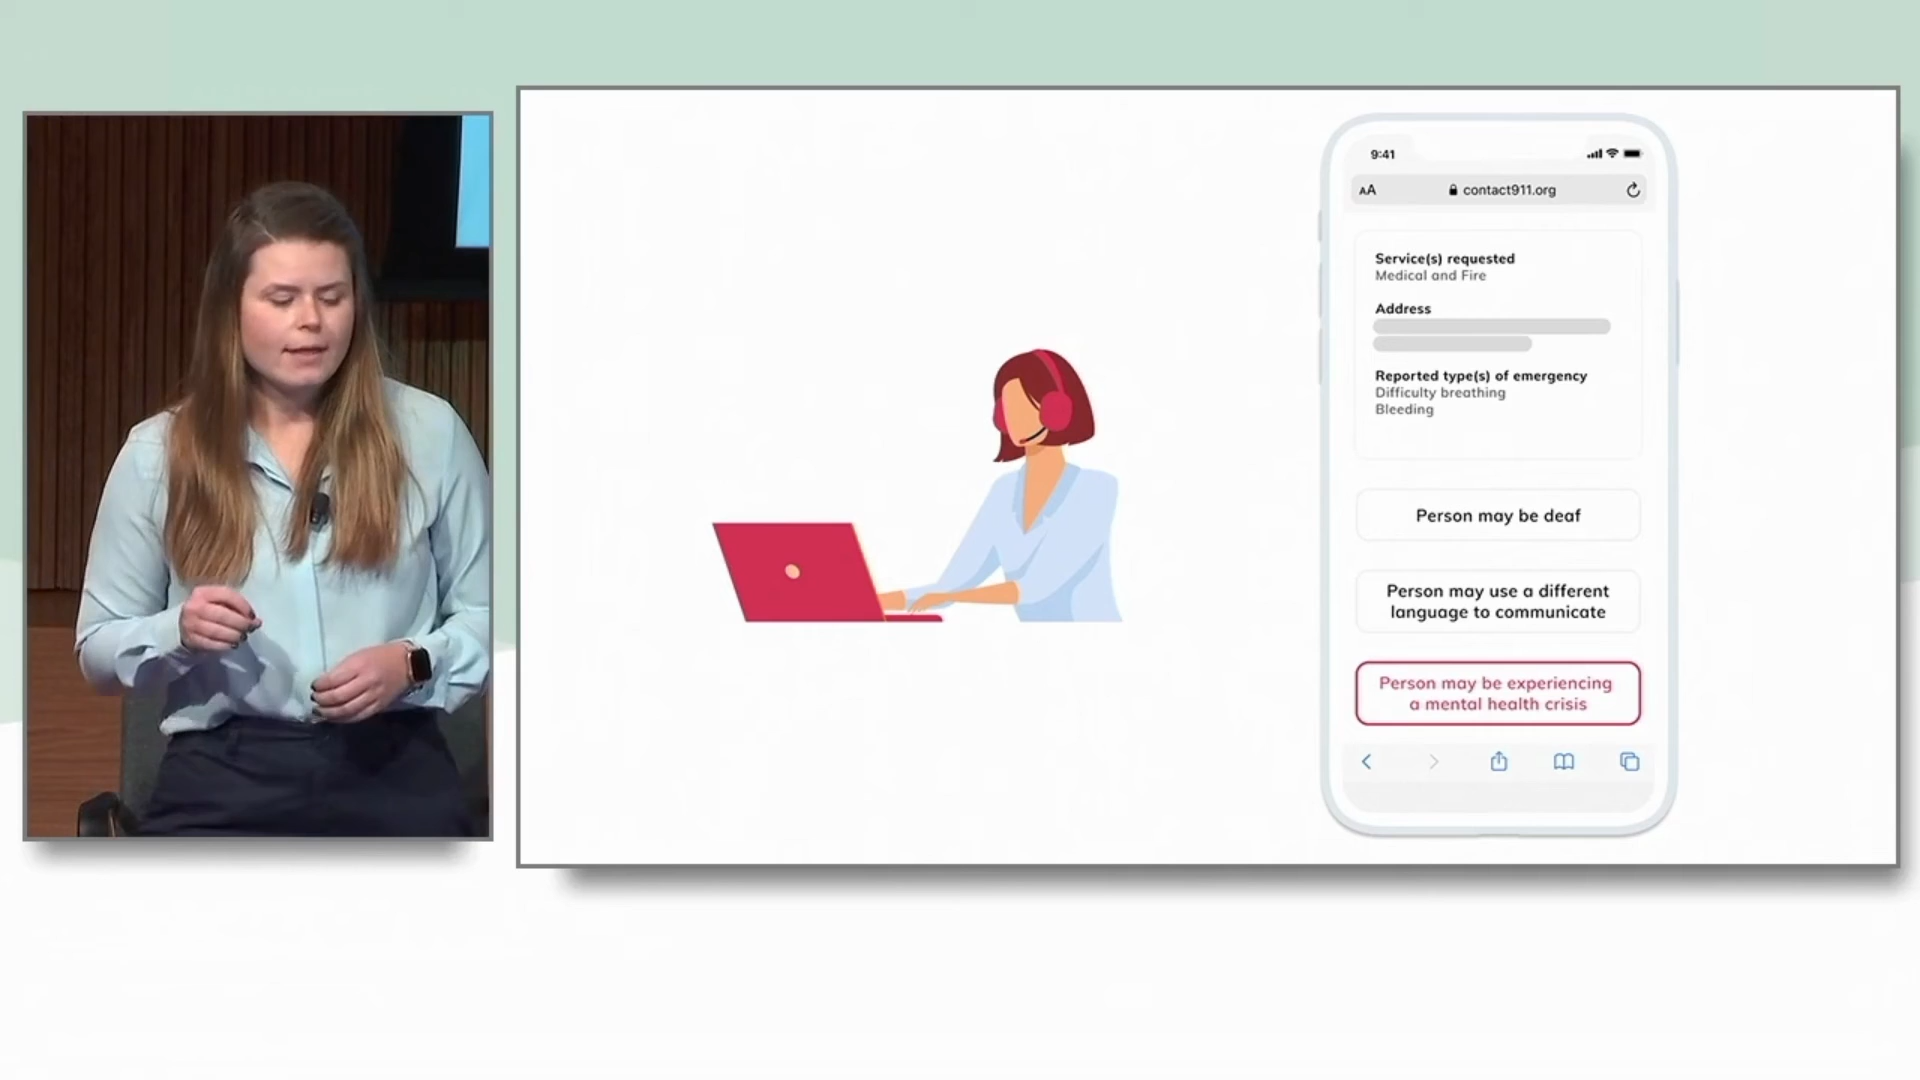 9:41
AA contact911.org
Service(s) requested
Medical and Fire
Address
Reported type(s) of emergency
Difficulty breathing
Bleeding
Person may be deaf
Person may use a different
language to communicate
Person may be experiencing
a mental health crisis